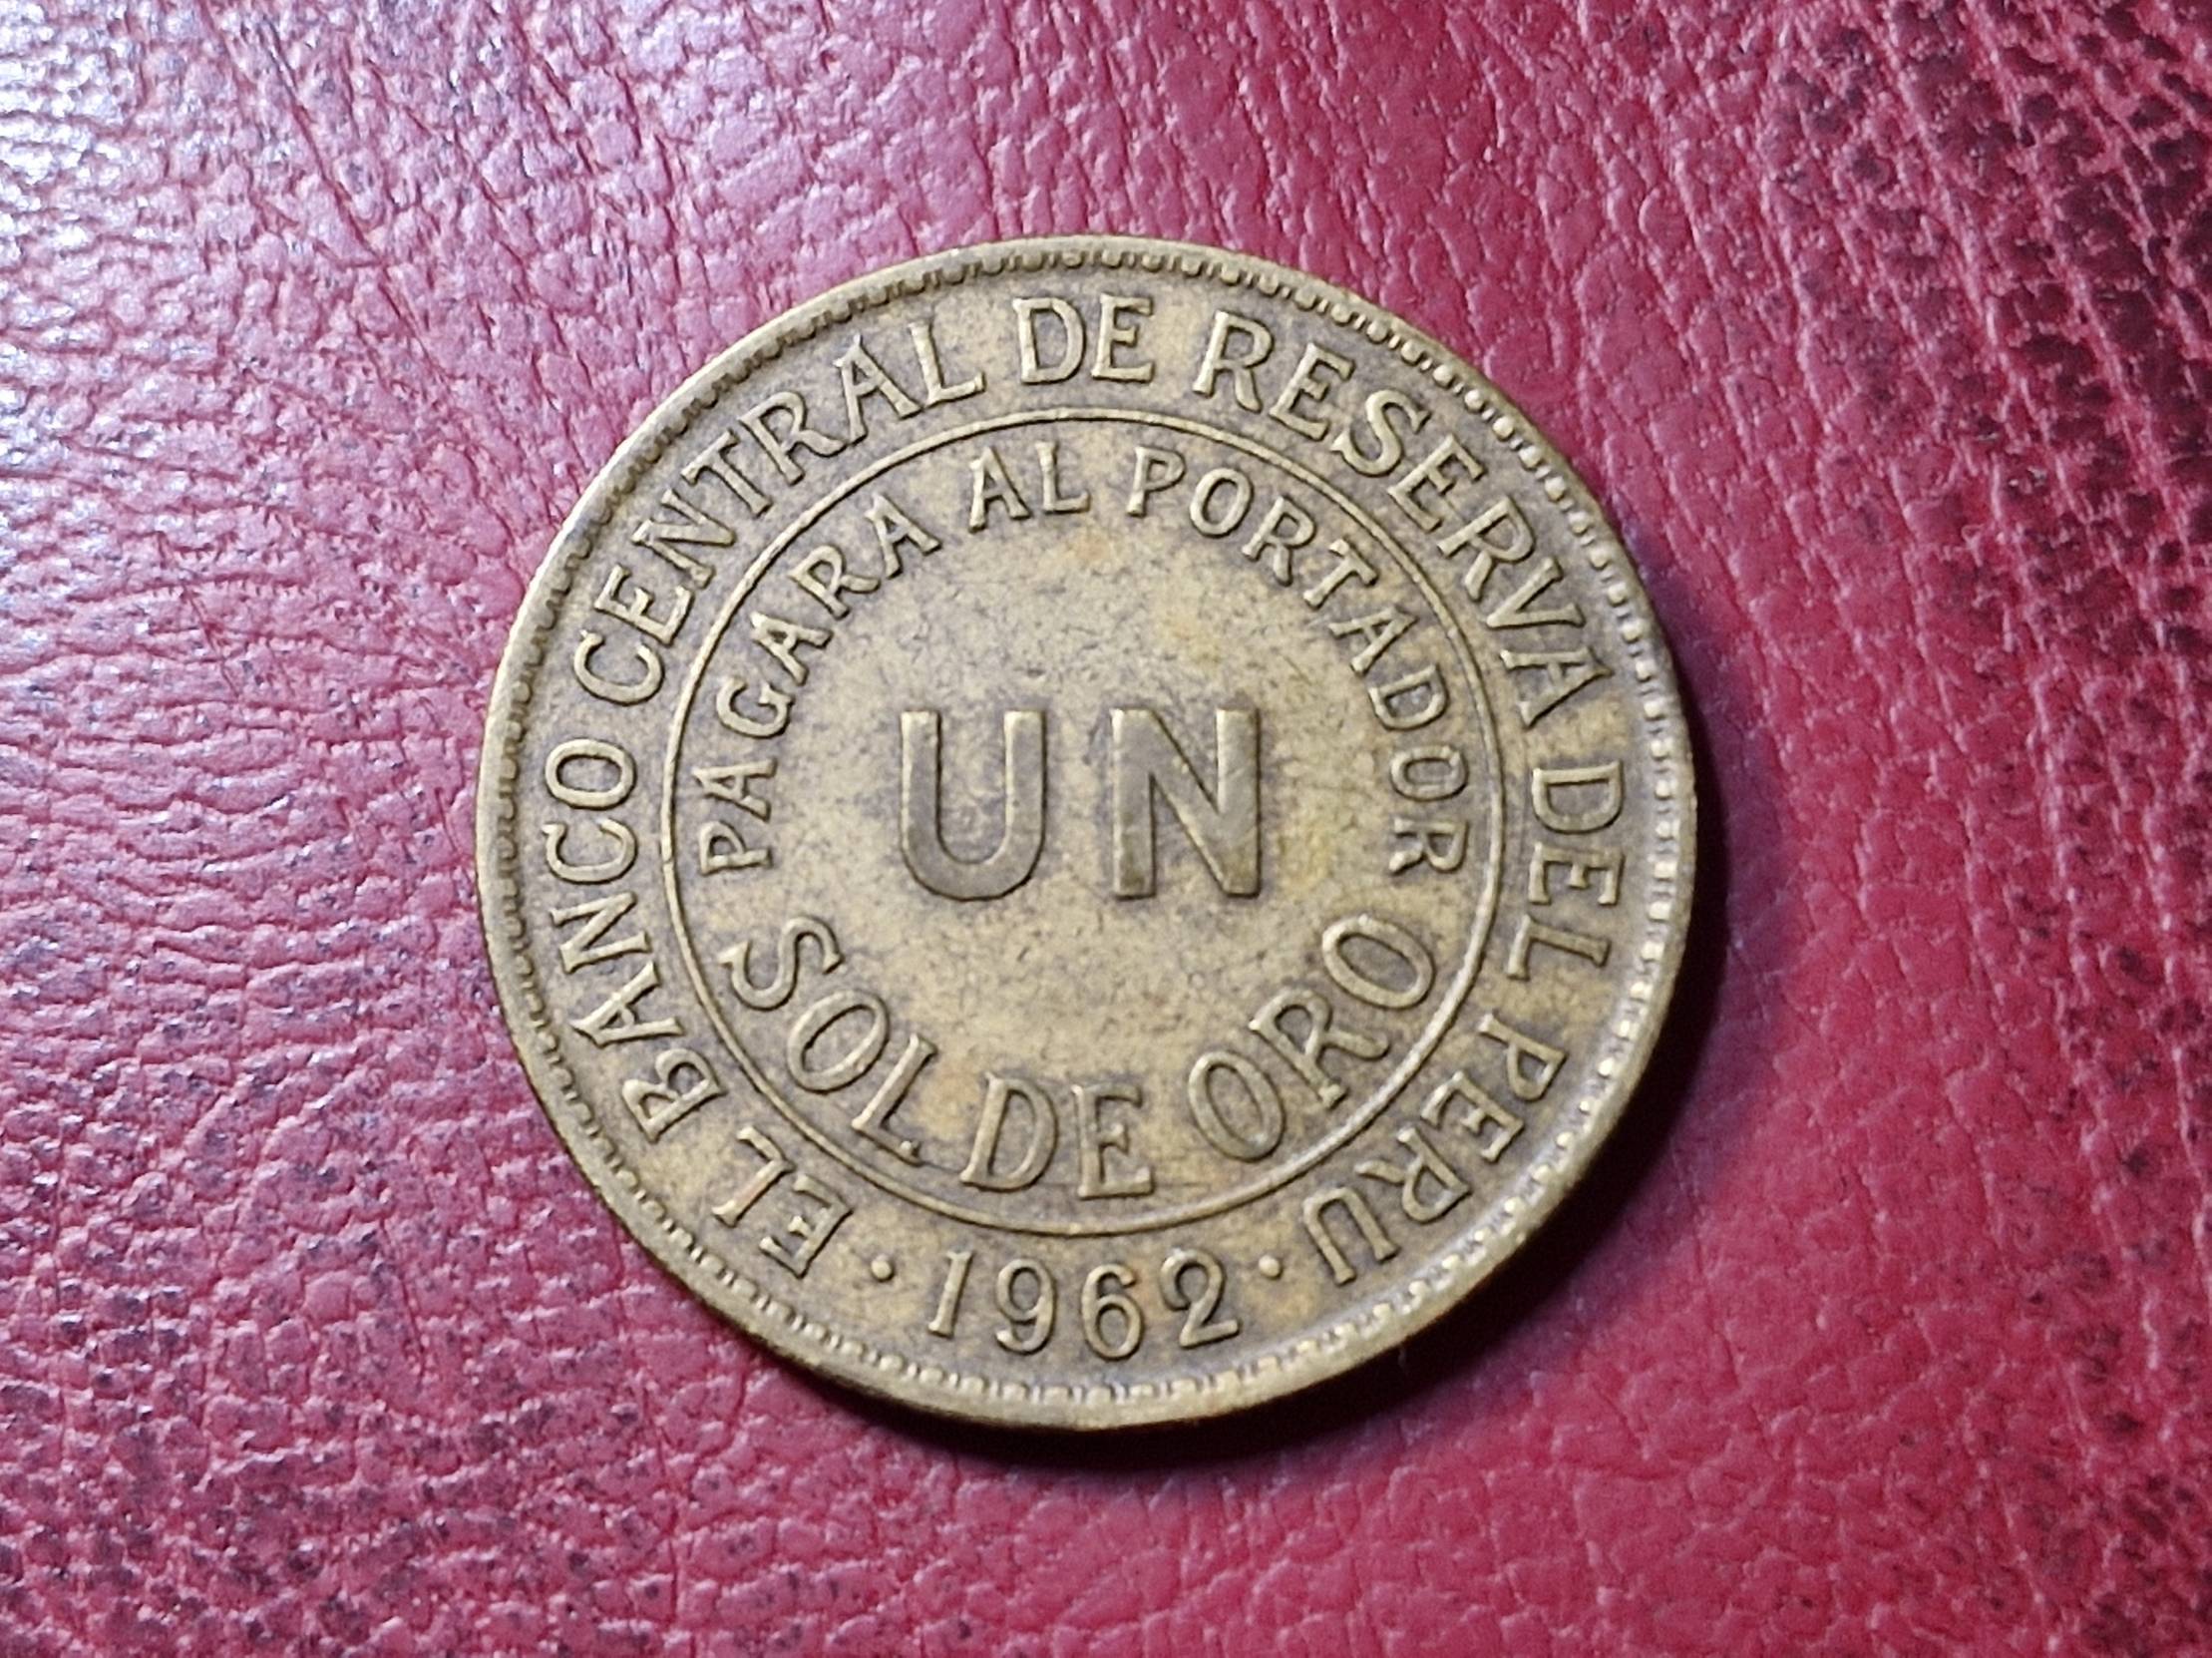 EL BANCO CENTRAL DE RESERVA DEL PERU
PAGARA AL PORTADOR
UN
SOL DE ORO
· 1962 ·